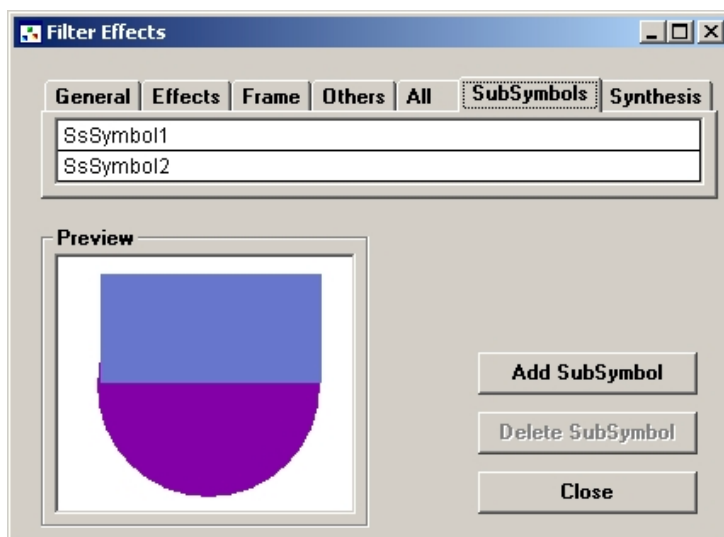 Filter Effects
General Effects Frame Others All SubSymbols Synthesis
SsSymbol1
SsSymbol2
Preview
Add SubSymbol
Delete SubSymbol
Close